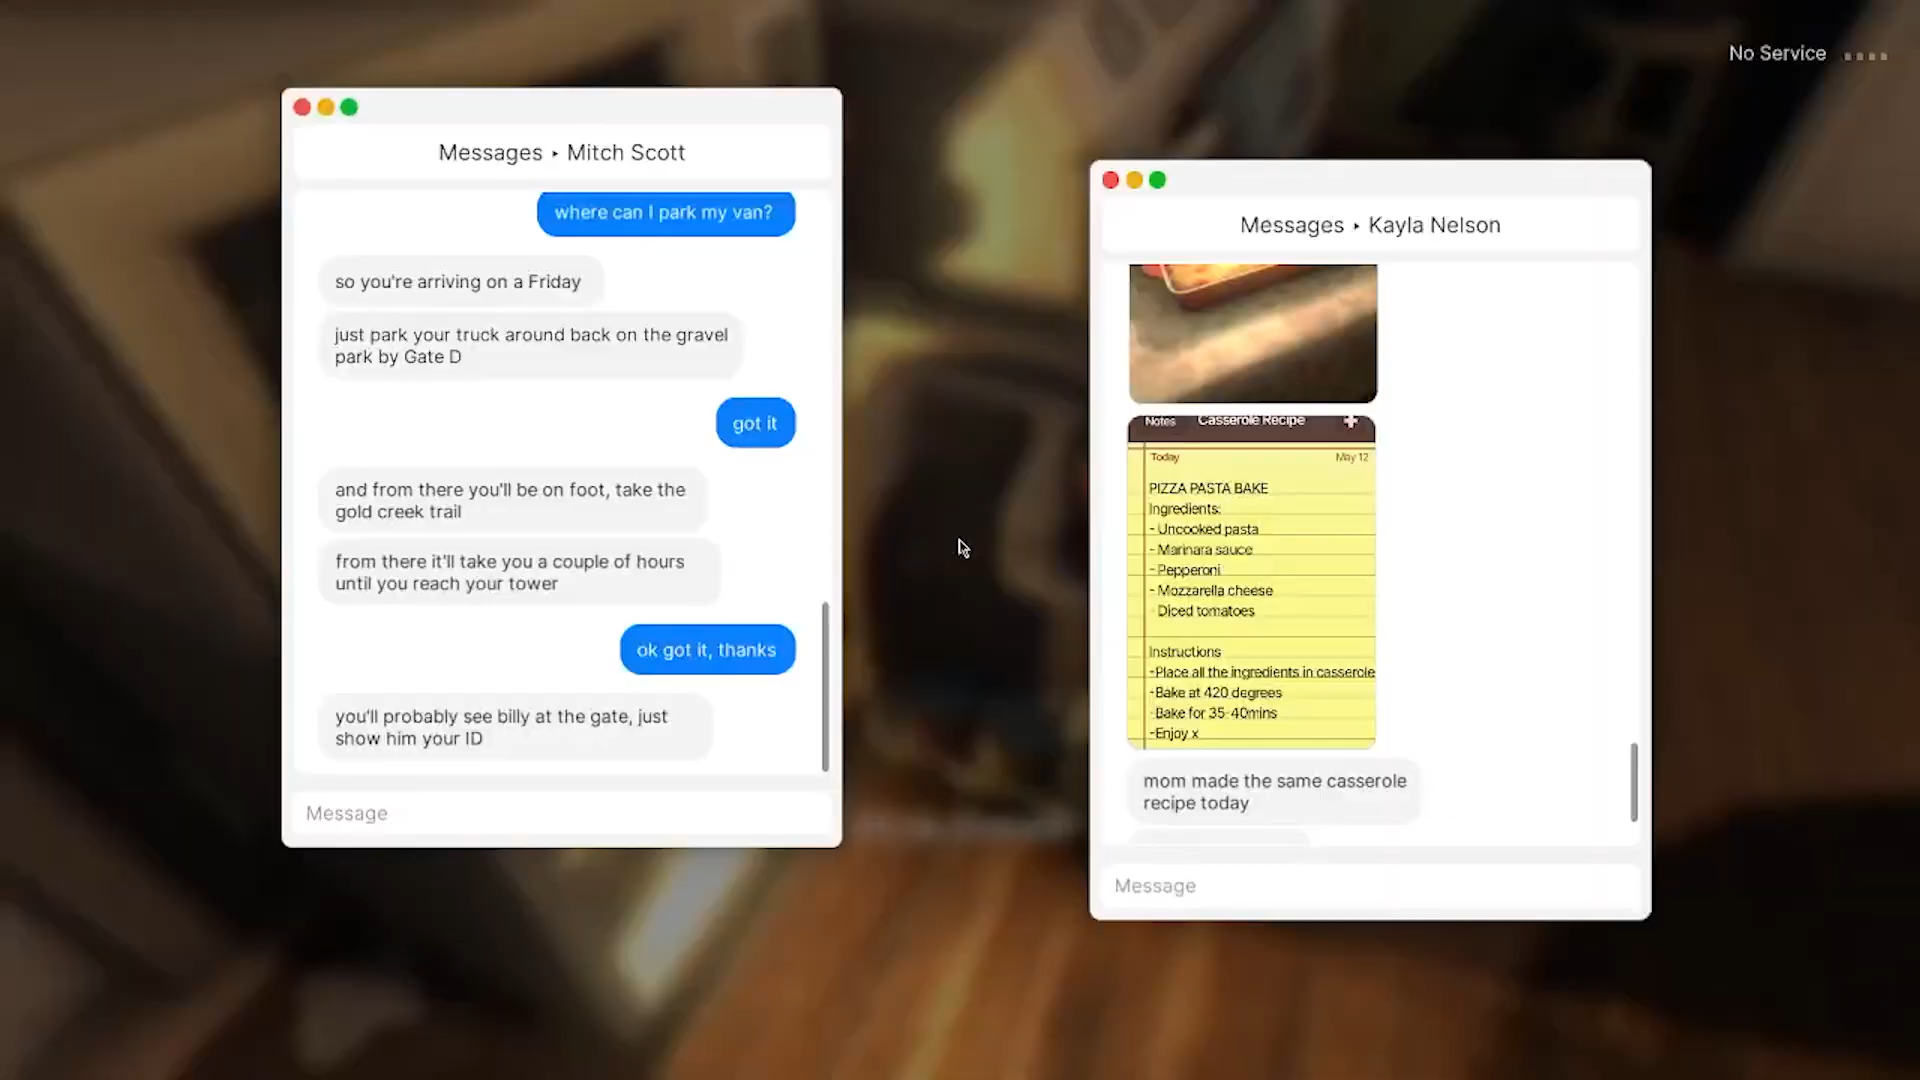 No Service
Messages ‣ Mitch Scott
where can I park my van?
so you're arriving on a Friday
just park your truck around back on the gravel
park by Gate D
got it
and from there you'll be on foot, take the
gold creek trail
from there it'll take you a couple of hours
until you reach your tower
ok got it, thanks
you'll probably see billy at the gate, just
show him your ID
Message
Messages ‣ Kayla Nelson
Notes Casserole Recipe +
Today May 12
PIZZA PASTA BAKE
Ingredients:
- Uncooked pasta
- Marinara sauce
- Pepperoni
- Mozzarella cheese
- Diced tomatoes
Instructions
-Place all the ingredients in casserole
-Bake at 420 degrees
-Bake for 35-40mins
-Enjoy x
mom made the same casserole
recipe today
Message